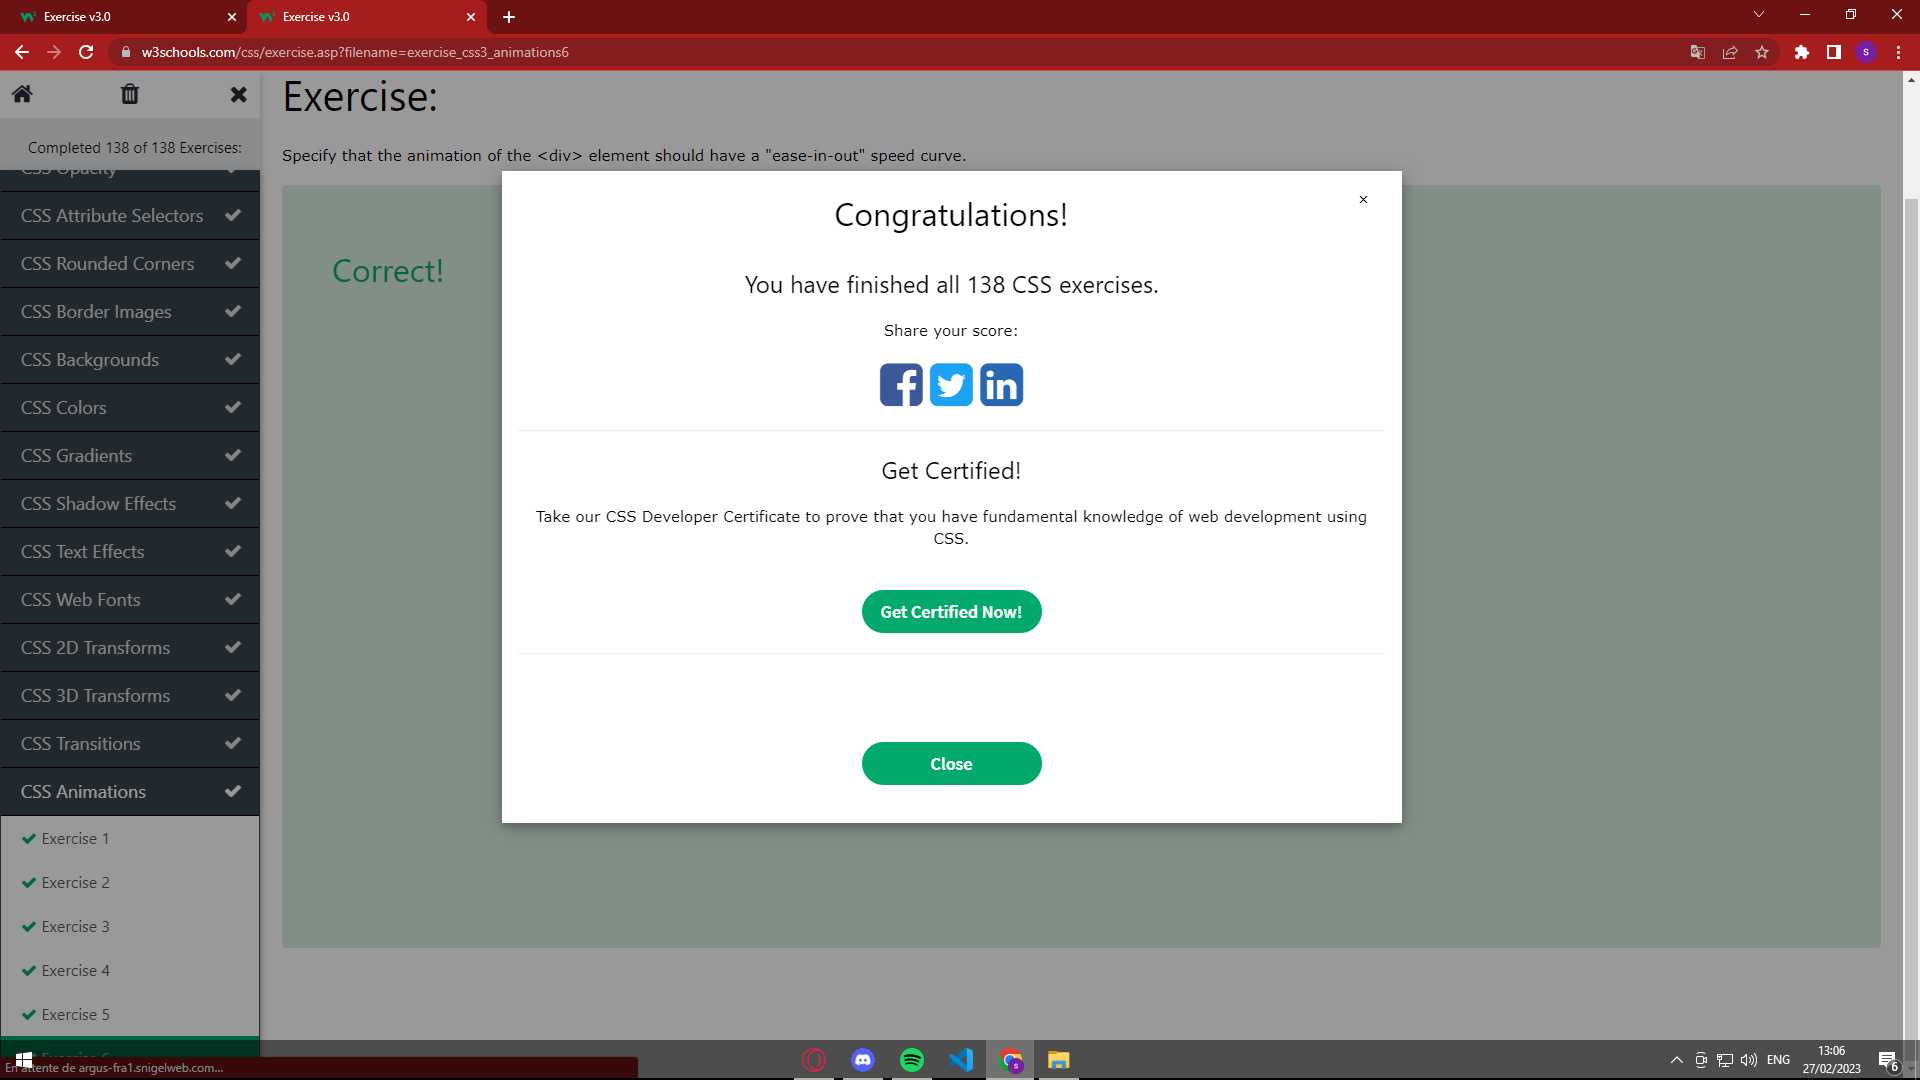 Exercise v3.0
Exercise v3.0
w3schools.com/css/exercise.asp?filename=exercise_css3_animations6
S
Completed 138 of 138 Exercises:
CSS Opacity
CSS Attribute Selectors
CSS Rounded Corners
CSS Border Images
CSS Backgrounds
CSS Colors
CSS Gradients
CSS Shadow Effects
CSS Text Effects
CSS Web Fonts
CSS 2D Transforms
CSS 3D Transforms
CSS Transitions
CSS Animations
Exercise 1
Exercise 2
Exercise 3
Exercise 4
Exercise 5
Exercise 6
En attente de argus-fra1.snigelweb.com...
Exercise:
Specify that the animation of the <div> element should have a "ease-in-out" speed curve.
Correct!
Congratulations!
You have finished all 138 CSS exercises.
Share your score:
Get Certified!
Take our CSS Developer Certificate to prove that you have fundamental knowledge of web development using
CSS.
Get Certified Now!
Close
ENG
13:06
27/02/2023
6